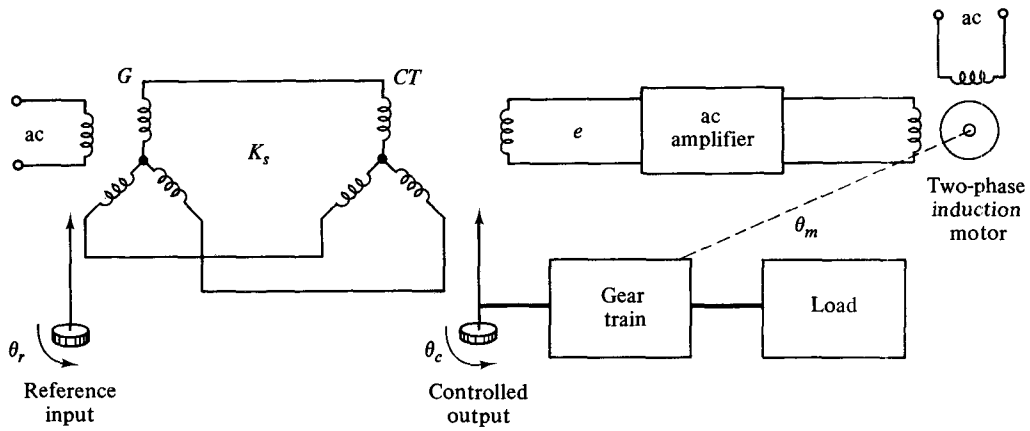 ac
G
CT
ac
K_s
e
ac
amplifier
Two-phase
induction
motor
θ_m
Gear
train
Load
θ_r
Reference
input
θ_c
Controlled
output